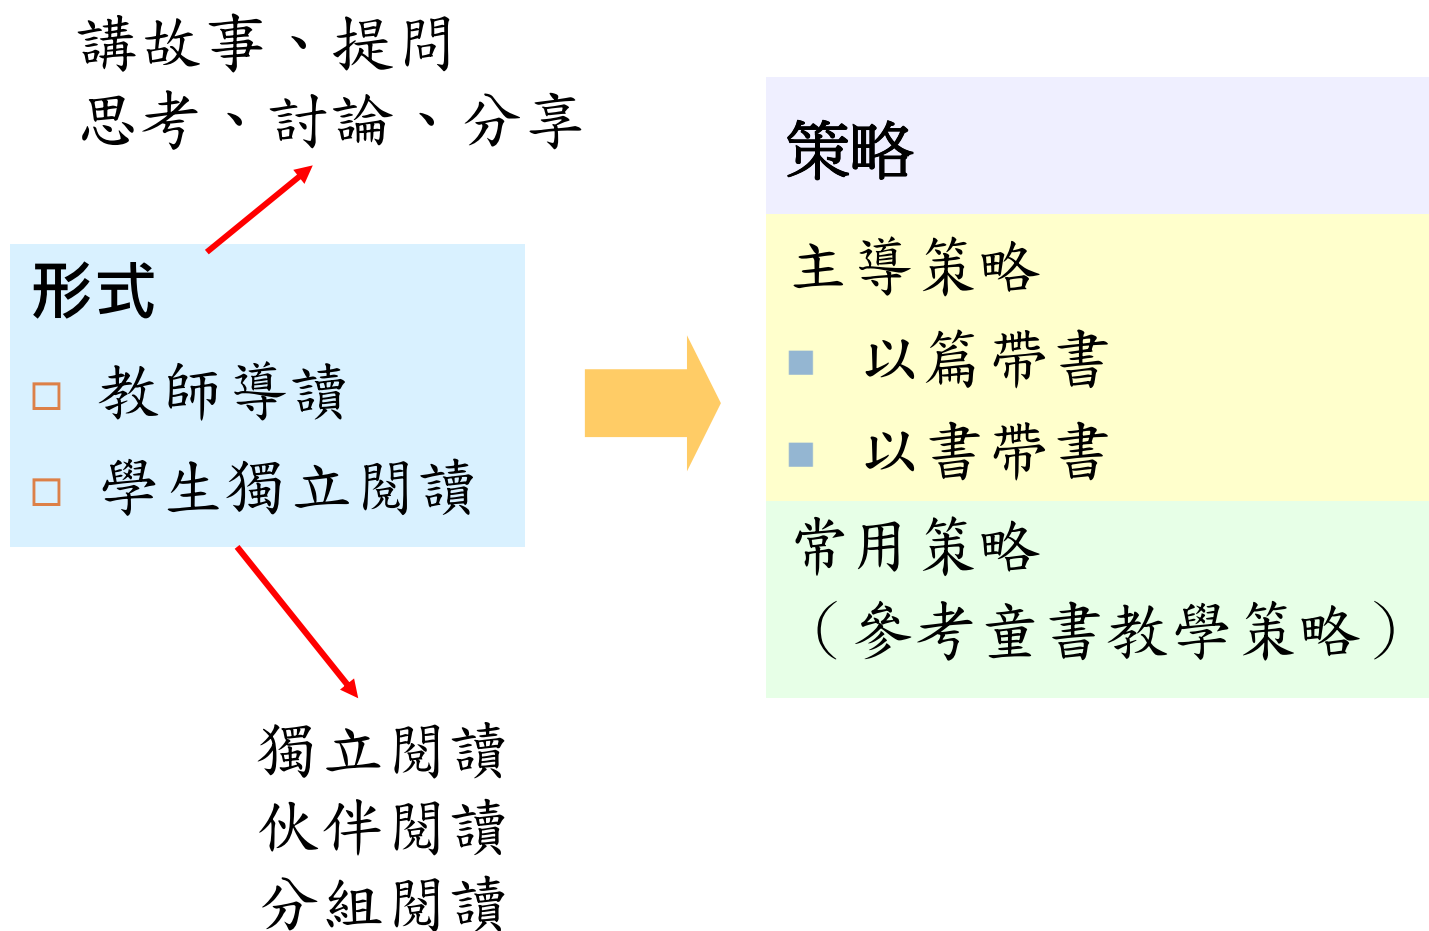 講故事、提問
思考、討論、分享
形式
教師導讀
學生獨立閱讀
獨立閱讀
伙伴閱讀
分組閱讀
策略
主導策略
以篇帶書
以書帶書
常用策略
（參考童書教學策略）